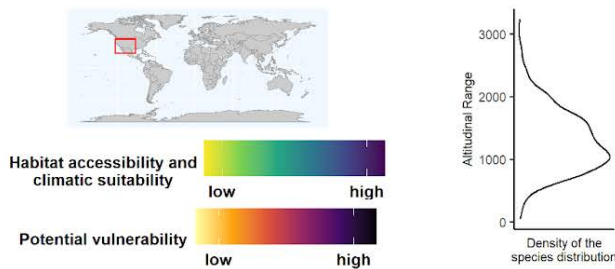 Habitat accessibility and
climatic suitability
low high
Potential vulnerability
low high
Altitudinal Range
3000
2000
1000
0
Density of the
species distribution